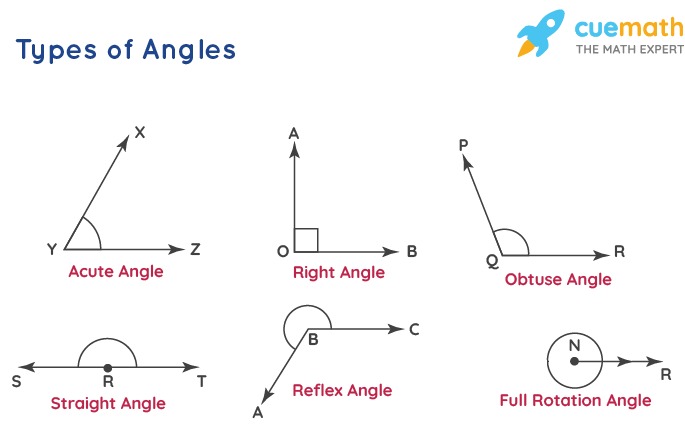 cuemath
THE MATH EXPERT
Types of Angles
X
Y
Z
Acute Angle
A
O
B
Right Angle
P
Q
R
Obtuse Angle
S
R
T
Straight Angle
B
C
A
Reflex Angle
N
R
Full Rotation Angle